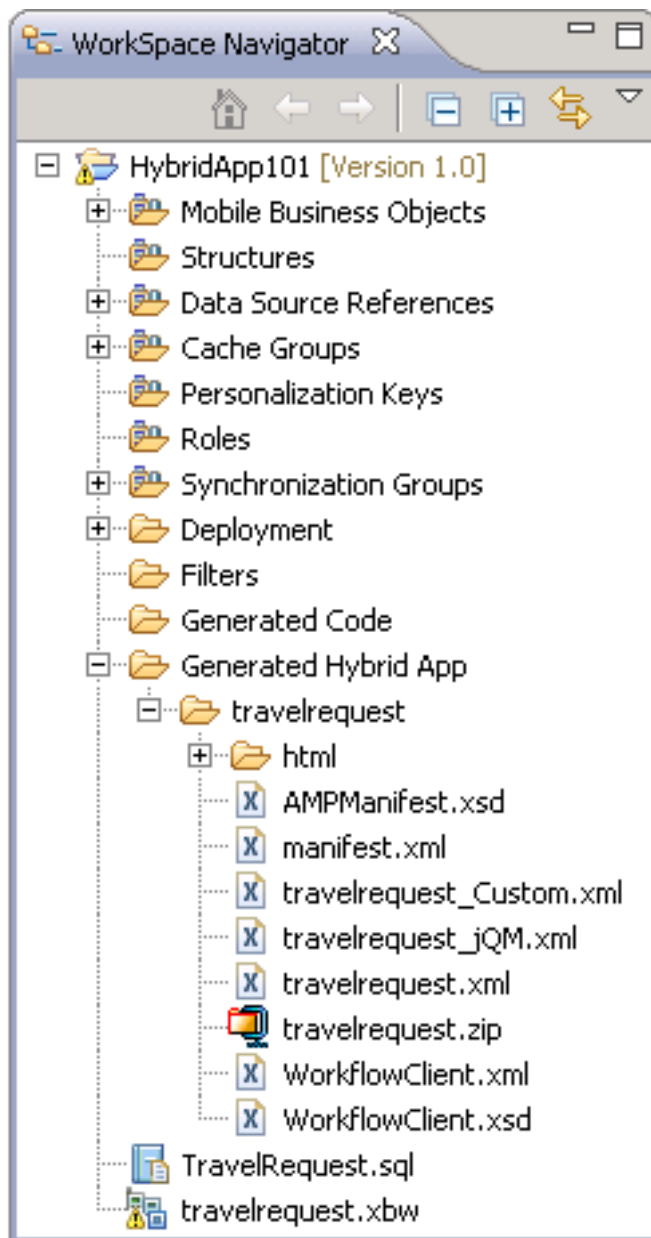 WorkSpace Navigator
HybridApp101 [Version 1.0]
Mobile Business Objects
Structures
Data Source References
Cache Groups
Personalization Keys
Roles
Synchronization Groups
Deployment
Filters
Generated Code
Generated Hybrid App
travelrequest
html
AMPManifest.xsd
manifest.xml
travelrequest_Custom.xml
travelrequest_jQM.xml
travelrequest.xml
travelrequest.zip
WorkflowClient.xml
WorkflowClient.xsd
TravelRequest.sql
travelrequest.xbw